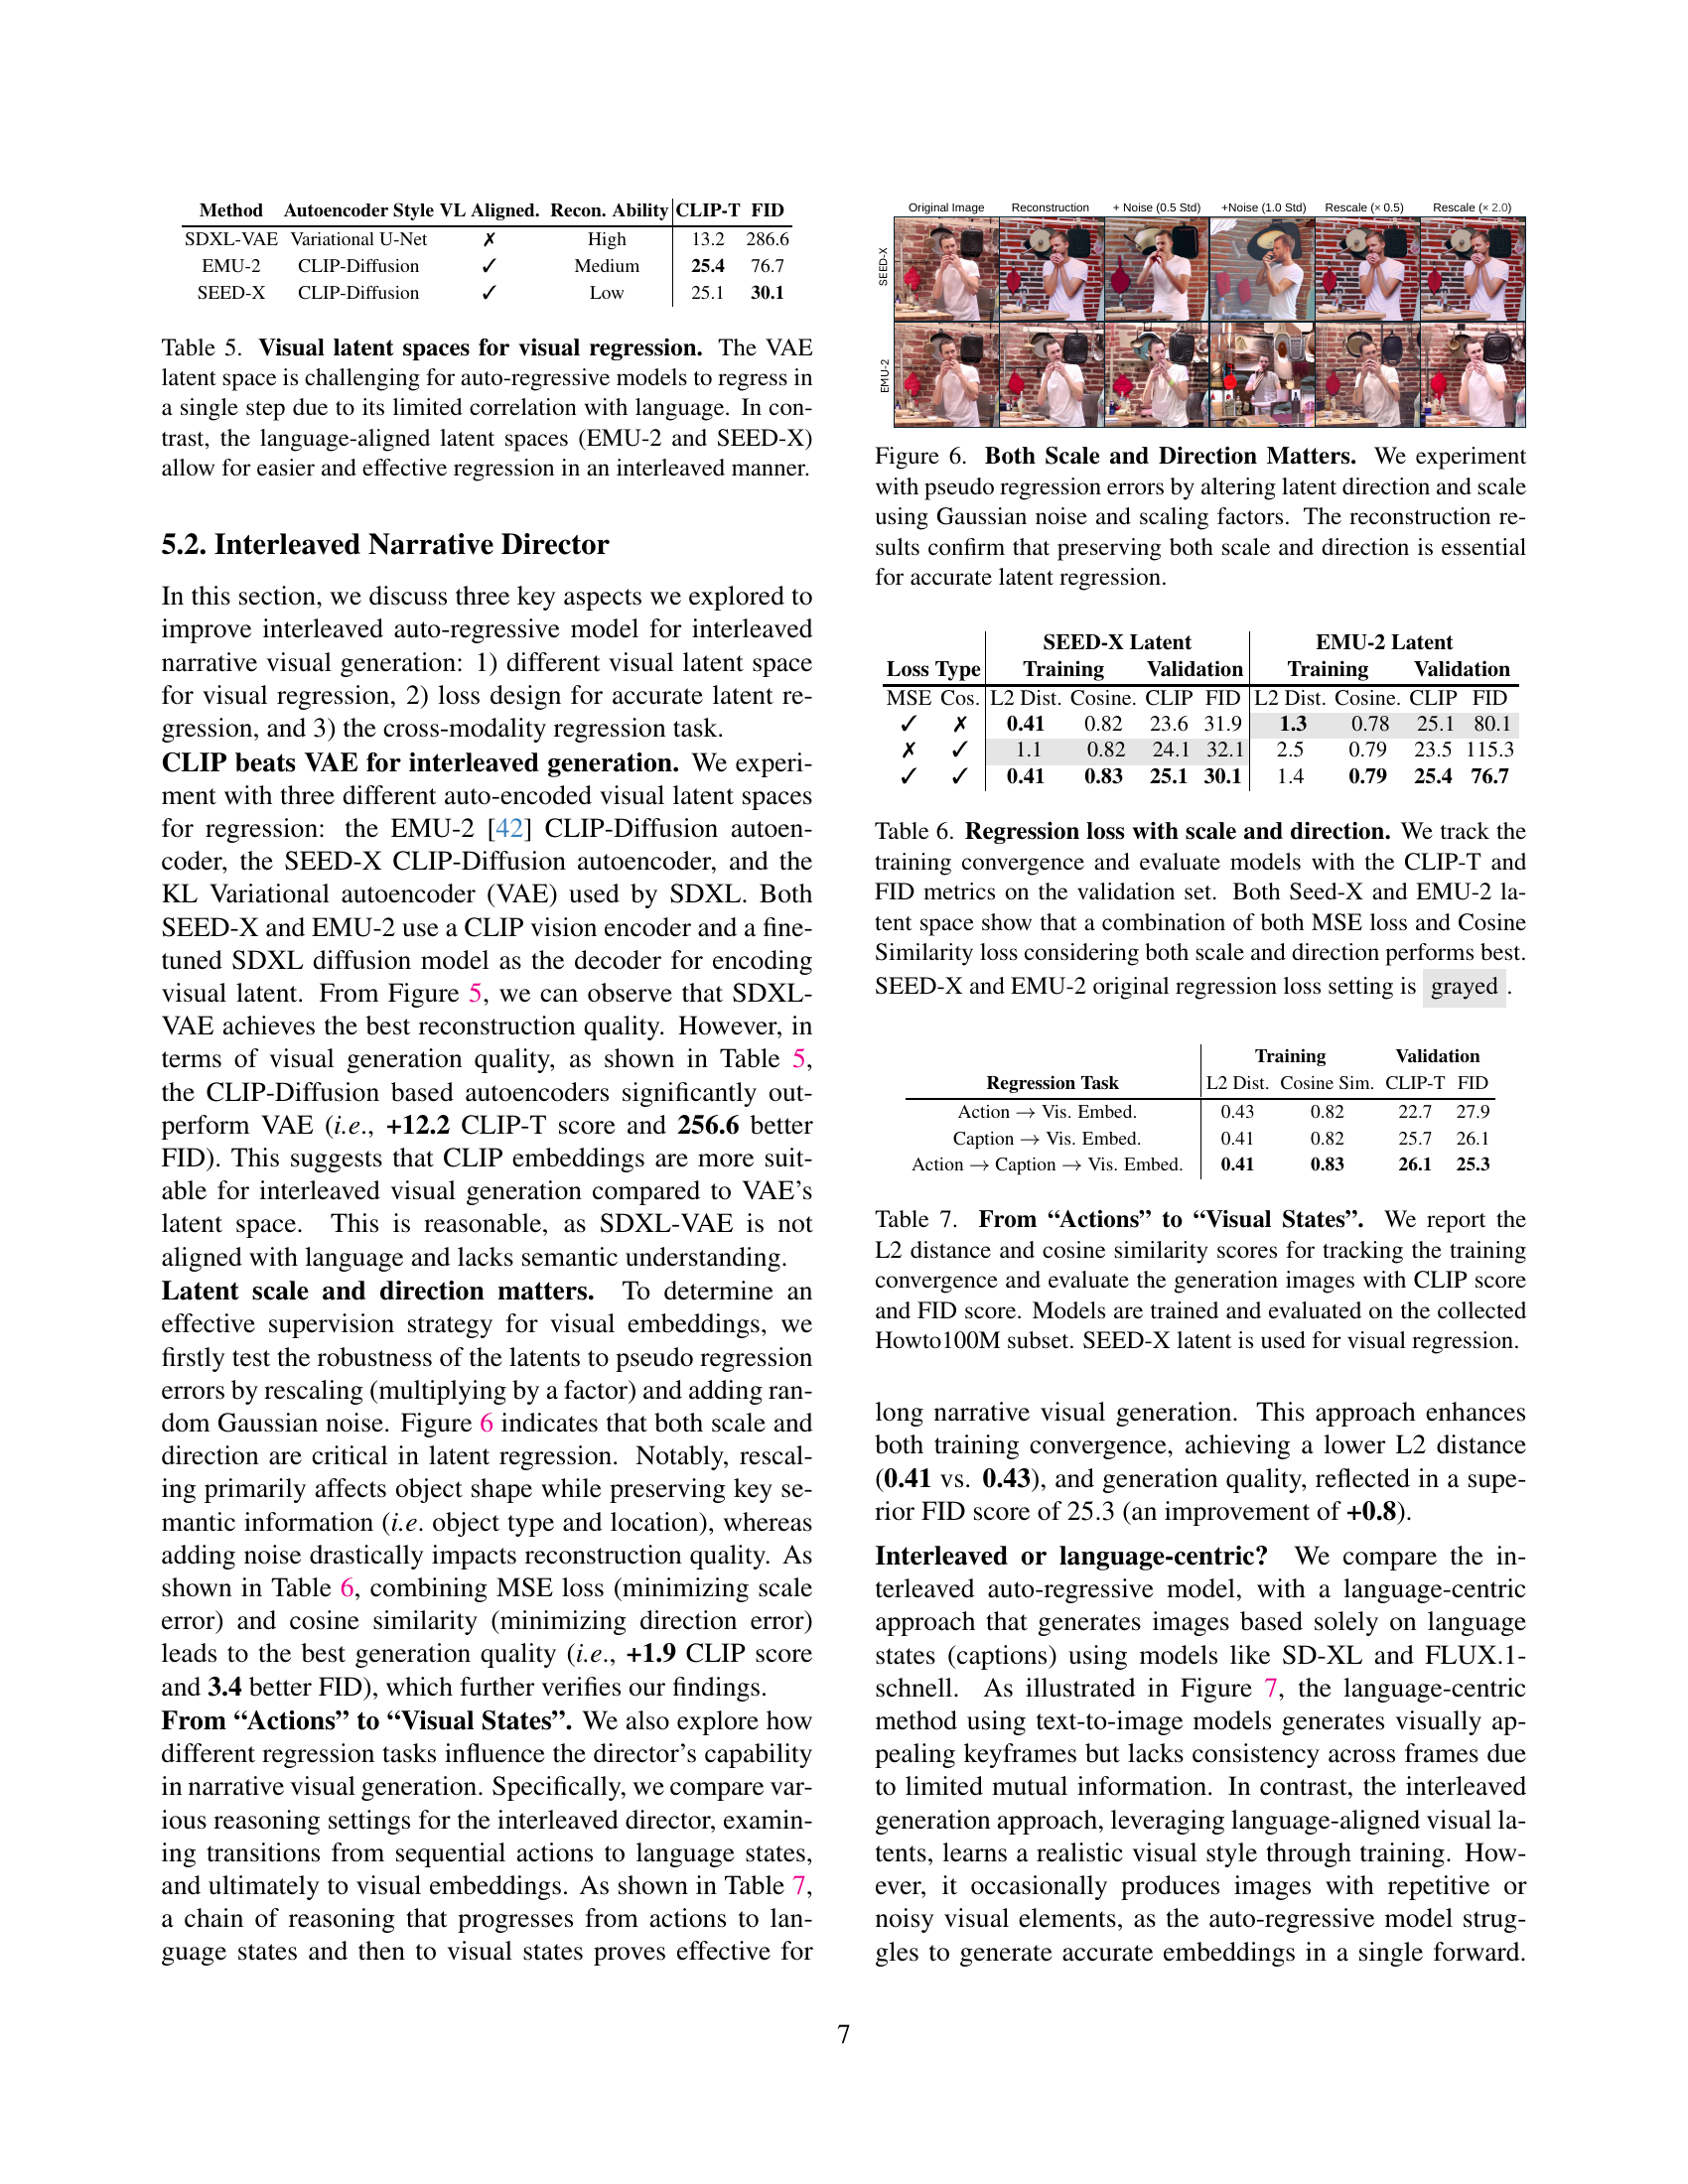 Method Autoencoder Style VL Aligned. Recon. Ability CLIP-T FID
SDXL-VAE Variational U-Net ✗ High 13.2 286.6
EMU-2 CLIP-Diffusion ✓ Medium 25.4 76.7
SEED-X CLIP-Diffusion ✓ Low 25.1 30.1
Table 5. Visual latent spaces for visual regression. The VAE
latent space is challenging for auto-regressive models to regress in
a single step due to its limited correlation with language. In con-
trast, the language-aligned latent spaces (EMU-2 and SEED-X)
allow for easier and effective regression in an interleaved manner.
5.2. Interleaved Narrative Director
In this section, we discuss three key aspects we explored to
improve interleaved auto-regressive model for interleaved
narrative visual generation: 1) different visual latent space
for visual regression, 2) loss design for accurate latent re-
gression, and 3) the cross-modality regression task.
CLIP beats VAE for interleaved generation. We experi-
ment with three different auto-encoded visual latent spaces
for regression: the EMU-2 [42] CLIP-Diffusion autoen-
coder, the SEED-X CLIP-Diffusion autoencoder, and the
KL Variational autoencoder (VAE) used by SDXL. Both
SEED-X and EMU-2 use a CLIP vision encoder and a fine-
tuned SDXL diffusion model as the decoder for encoding
visual latent. From Figure 5, we can observe that SDXL-
VAE achieves the best reconstruction quality. However, in
terms of visual generation quality, as shown in Table 5,
the CLIP-Diffusion based autoencoders significantly out-
perform VAE (i.e., +12.2 CLIP-T score and 256.6 better
FID). This suggests that CLIP embeddings are more suit-
able for interleaved visual generation compared to VAE's
latent space. This is reasonable, as SDXL-VAE is not
aligned with language and lacks semantic understanding.
Latent scale and direction matters. To determine an
effective supervision strategy for visual embeddings, we
firstly test the robustness of the latents to pseudo regression
errors by rescaling (multiplying by a factor) and adding ran-
dom Gaussian noise. Figure 6 indicates that both scale and
direction are critical in latent regression. Notably, rescal-
ing primarily affects object shape while preserving key se-
mantic information (i.e. object type and location), whereas
adding noise drastically impacts reconstruction quality. As
shown in Table 6, combining MSE loss (minimizing scale
error) and cosine similarity (minimizing direction error)
leads to the best generation quality (i.e., +1.9 CLIP score
and 3.4 better FID), which further verifies our findings.
From “Actions” to “Visual States”. We also explore how
different regression tasks influence the director's capability
in narrative visual generation. Specifically, we compare var-
ious reasoning settings for the interleaved director, examin-
ing transitions from sequential actions to language states,
and ultimately to visual embeddings. As shown in Table 7,
a chain of reasoning that progresses from actions to lan-
guage states and then to visual states proves effective for
Original Image Reconstruction + Noise (0.5 Std) +Noise (1.0 Std) Rescale (× 0.5) Rescale (× 2.0)
SEED-X
EMU-2
Figure 6. Both Scale and Direction Matters. We experiment
with pseudo regression errors by altering latent direction and scale
using Gaussian noise and scaling factors. The reconstruction re-
sults confirm that preserving both scale and direction is essential
for accurate latent regression.
SEED-X Latent EMU-2 Latent
Loss Type Training Validation Training Validation
MSE Cos. L2 Dist. Cosine. CLIP FID L2 Dist. Cosine. CLIP FID
✓ ✗ 0.41 0.82 23.6 31.9 1.3 0.78 25.1 80.1
✗ ✓ 1.1 0.82 24.1 32.1 2.5 0.79 23.5 115.3
✓ ✓ 0.41 0.83 25.1 30.1 1.4 0.79 25.4 76.7
Table 6. Regression loss with scale and direction. We track the
training convergence and evaluate models with the CLIP-T and
FID metrics on the validation set. Both Seed-X and EMU-2 la-
tent space show that a combination of both MSE loss and Cosine
Similarity loss considering both scale and direction performs best.
SEED-X and EMU-2 original regression loss setting is grayed .
Training Validation
Regression Task L2 Dist. Cosine Sim. CLIP-T FID
Action → Vis. Embed. 0.43 0.82 22.7 27.9
Caption → Vis. Embed. 0.41 0.82 25.7 26.1
Action → Caption → Vis. Embed. 0.41 0.83 26.1 25.3
Table 7. From “Actions” to “Visual States”. We report the
L2 distance and cosine similarity scores for tracking the training
convergence and evaluate the generation images with CLIP score
and FID score. Models are trained and evaluated on the collected
Howto100M subset. SEED-X latent is used for visual regression.
long narrative visual generation. This approach enhances
both training convergence, achieving a lower L2 distance
(0.41 vs. 0.43), and generation quality, reflected in a supe-
rior FID score of 25.3 (an improvement of +0.8).
Interleaved or language-centric? We compare the in-
terleaved auto-regressive model, with a language-centric
approach that generates images based solely on language
states (captions) using models like SD-XL and FLUX.1-
schnell. As illustrated in Figure 7, the language-centric
method using text-to-image models generates visually ap-
pealing keyframes but lacks consistency across frames due
to limited mutual information. In contrast, the interleaved
generation approach, leveraging language-aligned visual la-
tents, learns a realistic visual style through training. How-
ever, it occasionally produces images with repetitive or
noisy visual elements, as the auto-regressive model strug-
gles to generate accurate embeddings in a single forward.
7